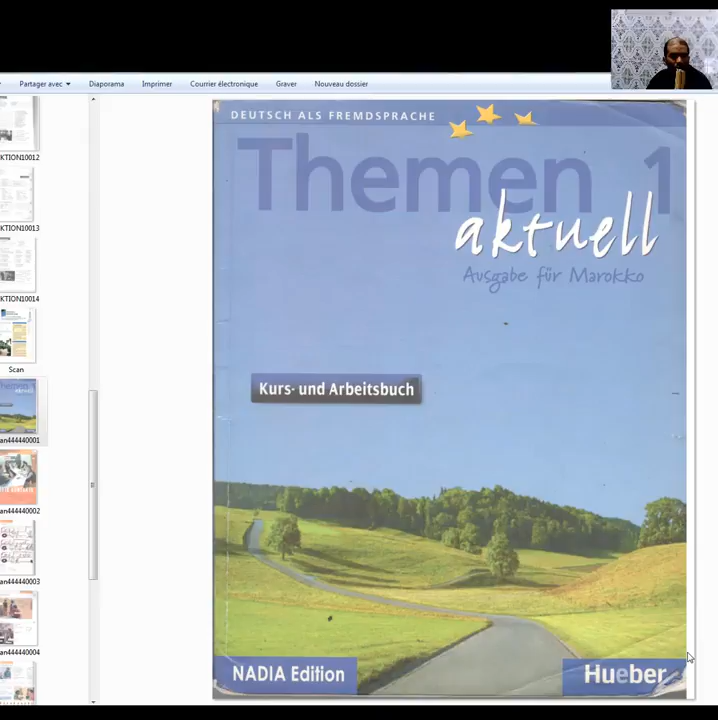 Partager avec
Diaporama
Imprimer
Courrier électronique
Graver
Nouveau dossier
KTION10012
KTION10013
KTION10014
Scan
an444440001
an444440002
an444440003
an444440004
DEUTSCH ALS FREMDSPRACHE
Themen 1
aktuell
Ausgabe für Marokko
Kurs- und Arbeitsbuch
NADIA Edition
Hueber